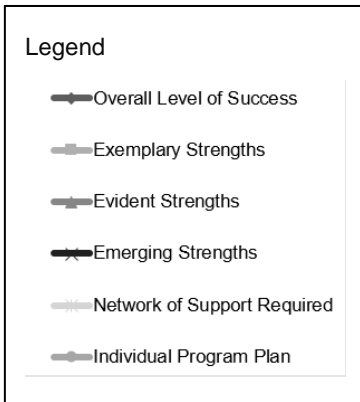 Legend
Overall Level of Success
Exemplary Strengths
Evident Strengths
Emerging Strengths
Network of Support Required
Individual Program Plan